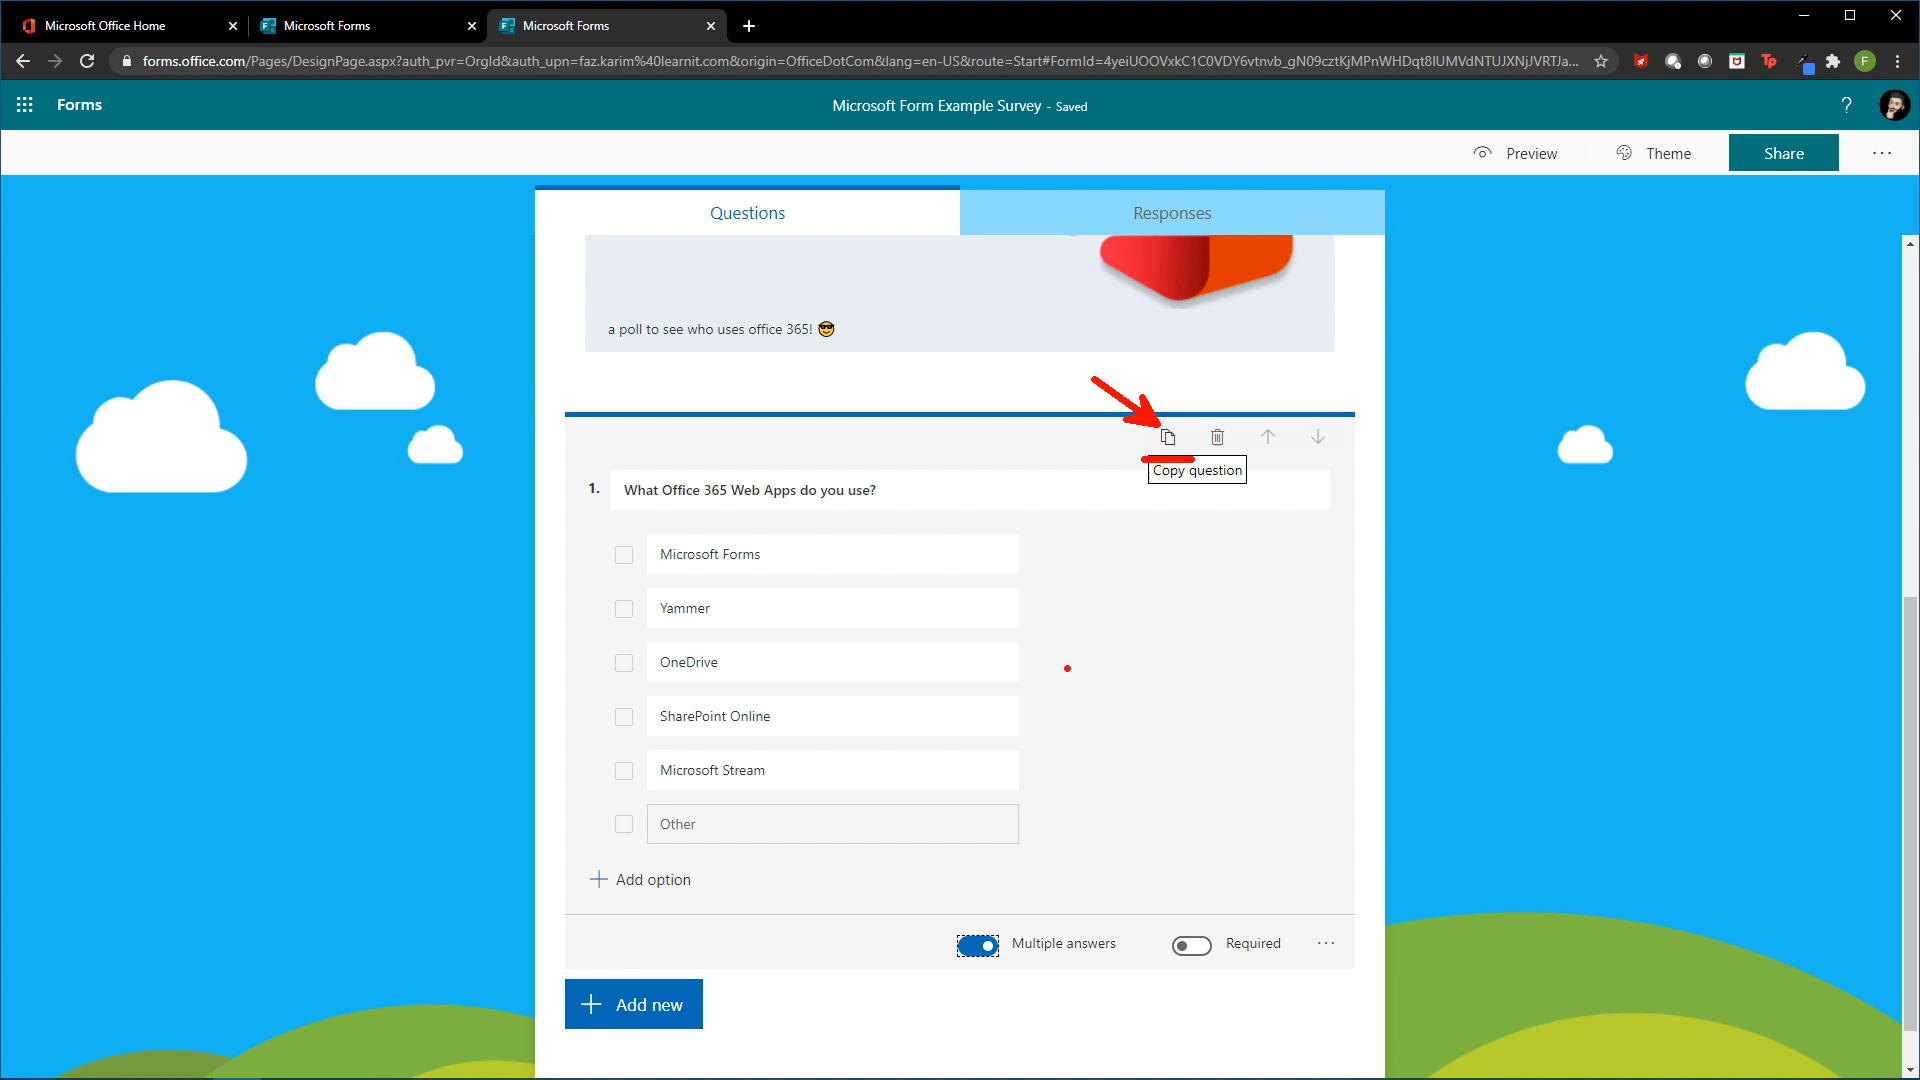 Microsoft Office Home
Microsoft Forms
Microsoft Forms
forms.office.com/Pages/DesignPage.aspx?auth_pvr=OrgId&auth_upn=faz.karim%40learnit.com&origin=OfficeDotCom&lang=en-US&route=Start#FormId=4yeiUOOVxkC1C0VDY6vtnvb_gN09cztKjMPnWHDqt8lUMVdNTUJXNjJVRTJa...
Tp
F
Forms
Microsoft Form Example Survey - Saved
?
Preview
Theme
Share
Questions
Responses
a poll to see who uses office 365! 😎
Copy question
1.
What Office 365 Web Apps do you use?
Microsoft Forms
Yammer
OneDrive
SharePoint Online
Microsoft Stream
Other
Add option
Multiple answers
Required
Add new